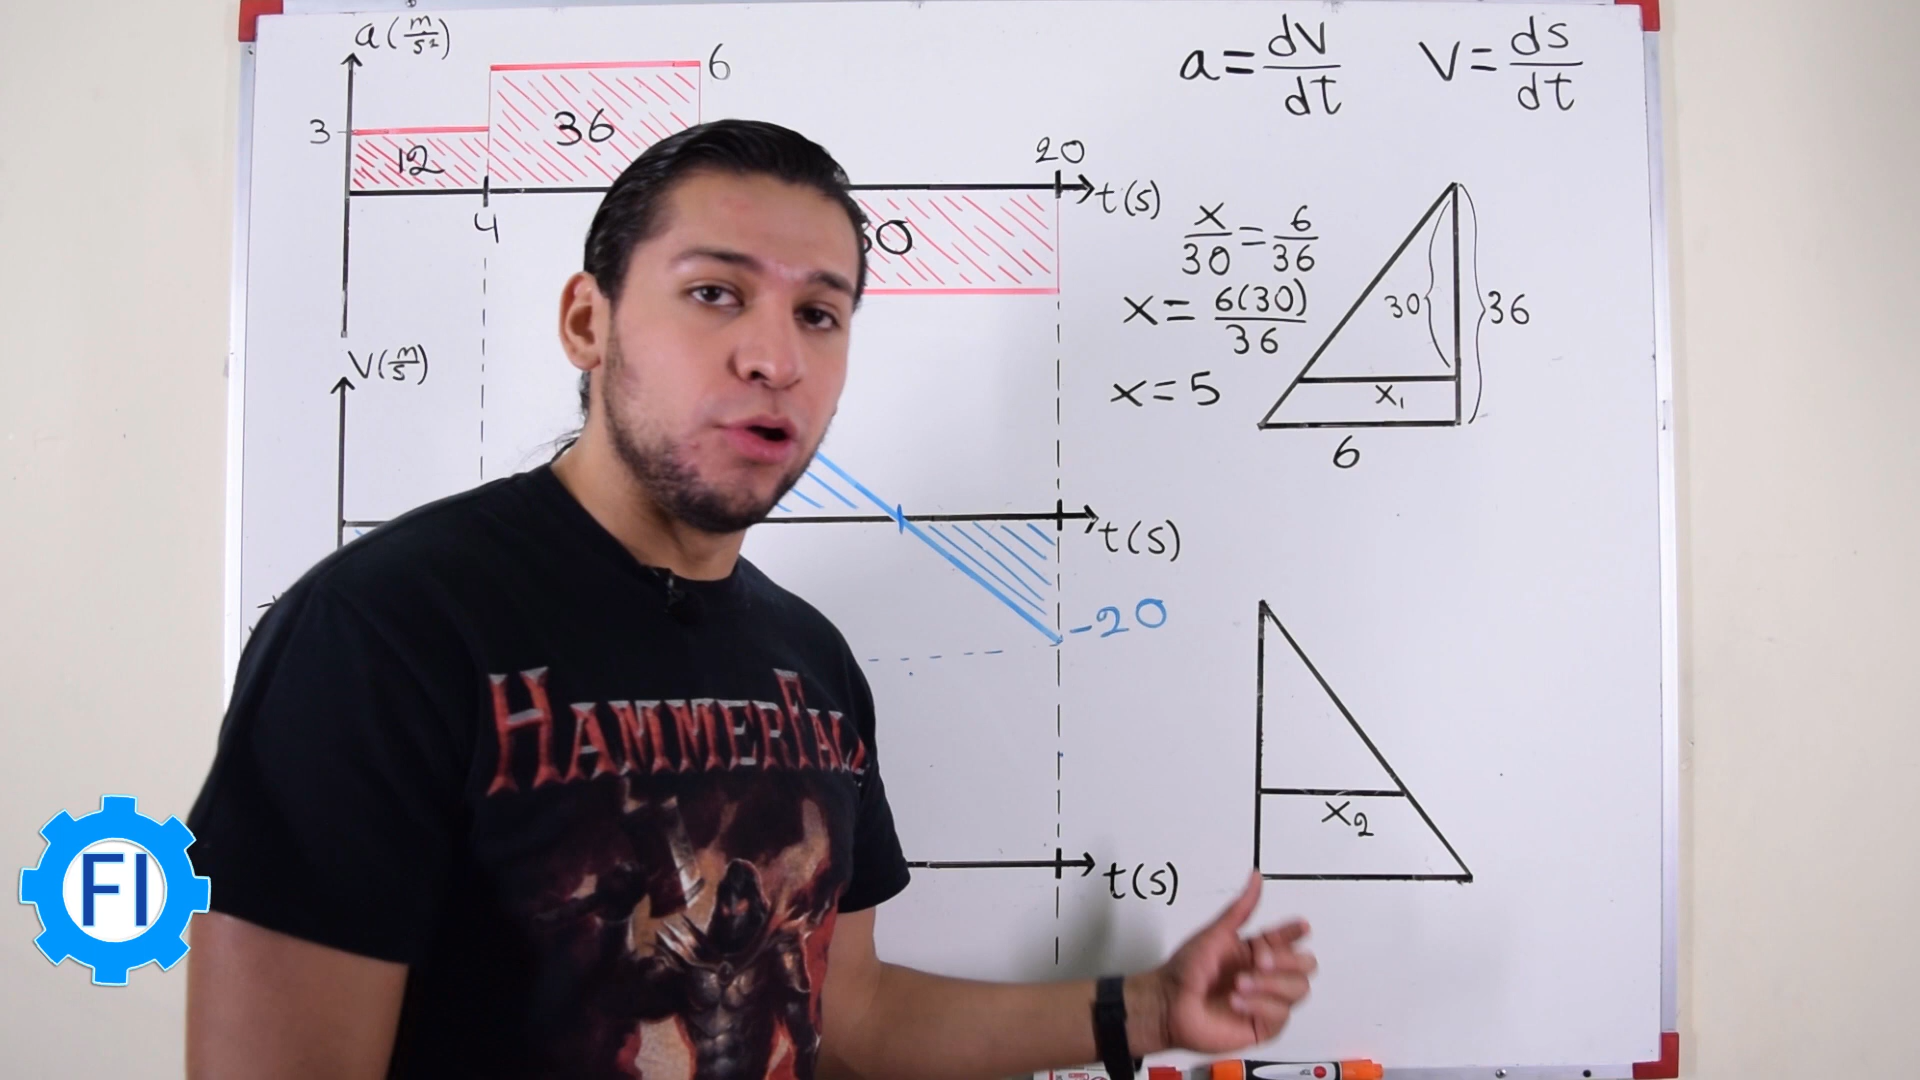 a(m/s²)
6
3
12
36
4
20
t(s)
0
V(m/s)
t(s)
-20
t(s)
a=dv/dt
V=ds/dt
x/30=6/36
x=6(30)/36
x=5
30
36
x₁
6
x₂
HAMMERFALL
FI